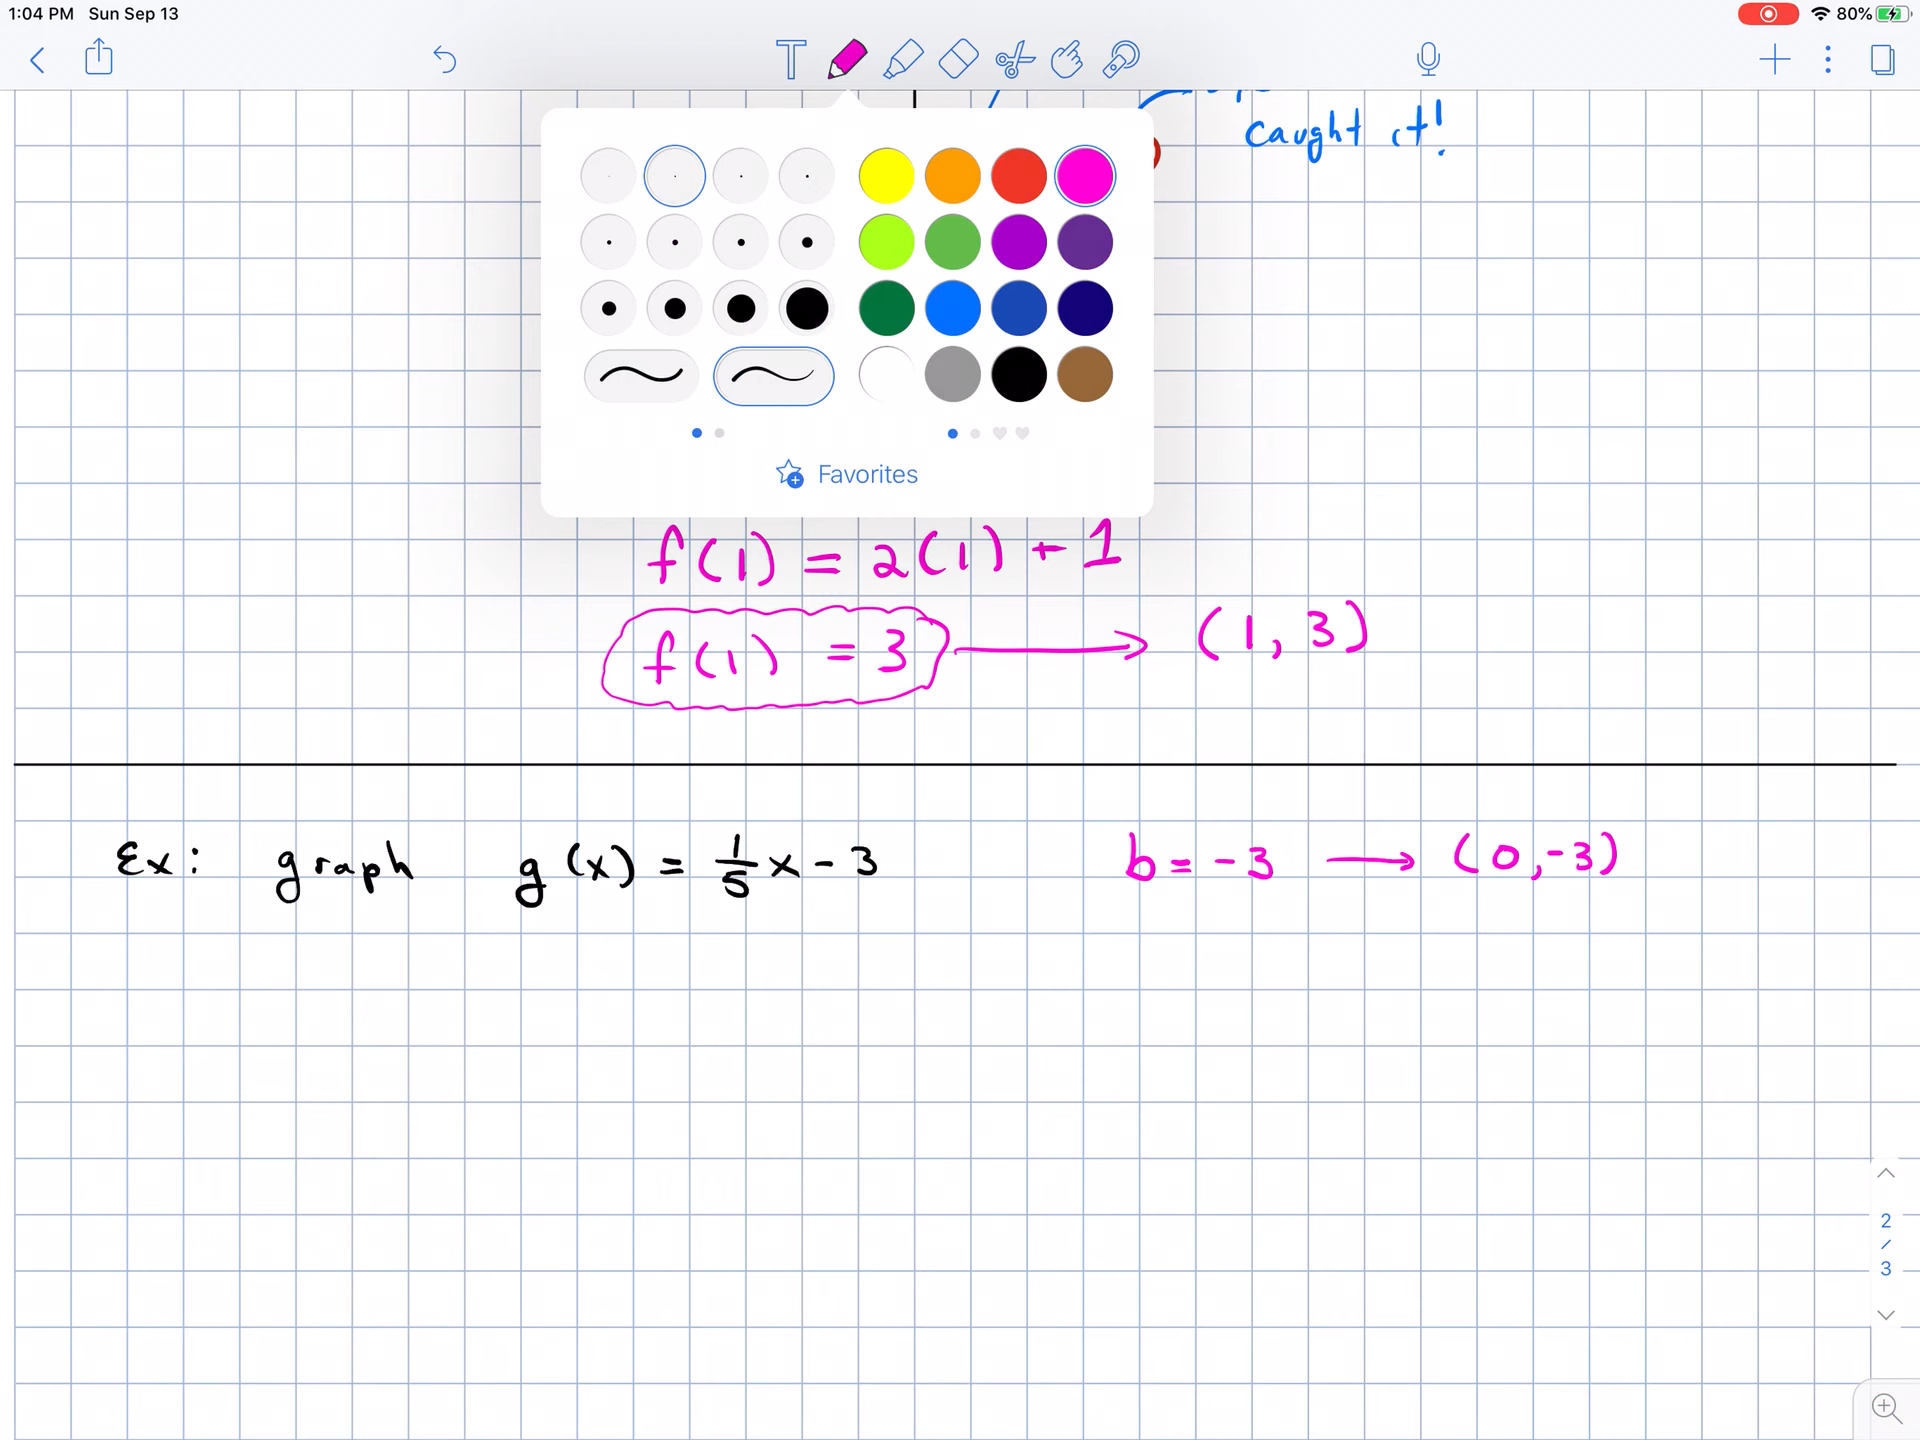 1:04 PM Sun Sep 13
80%
caught it!
Favorites
f(1) = 2(1) + 1
f(1) = 3 → (1, 3)
Ex: graph g(x) = 1/5 x - 3
b = -3 → (0, -3)
2
/
3